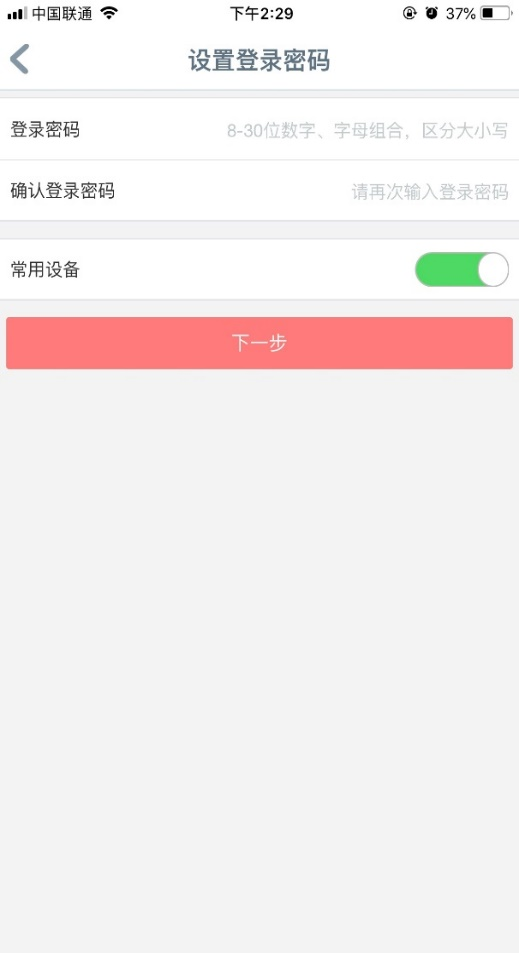 中国联通 下午2:29 37%
设置登录密码
登录密码 8-30位数字、字母组合，区分大小写
确认登录密码 请再次输入登录密码
常用设备
下一步